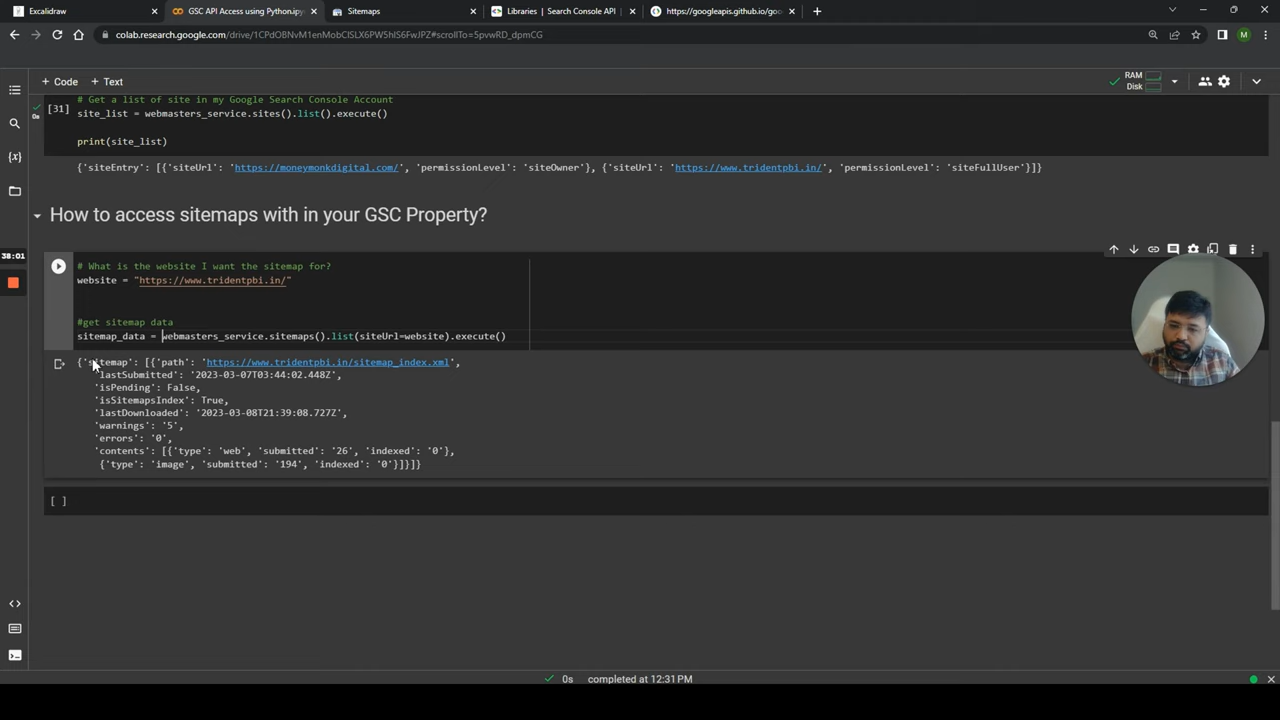 Excalidraw
GSC API Access using Python.ipy
Sitemaps
Libraries | Search Console API |
https://googleapis.github.io/goo
colab.research.google.com/drive/1CPdOBNvM1enMobClSLX6PW5hlS6FwJPZ#scrollTo=5pvwRD_dpmCG
M
+ Code + Text
RAM
Disk
# Get a list of site in my Google Search Console Account
[31]
0s
site_list = webmasters_service.sites().list().execute()
print(site_list)
{'siteEntry': [{'siteUrl': 'https://moneymonkdigital.com/', 'permissionLevel': 'siteOwner'}, {'siteUrl': 'https://www.tridentpbi.in/', 'permissionLevel': 'siteFullUser'}]}
How to access sitemaps with in your GSC Property?
38:01
# What is the website I want the sitemap for?
website = "https://www.tridentpbi.in/"
#get sitemap data
sitemap_data = webmasters_service.sitemaps().list(siteUrl=website).execute()
{'sitemap': [{'path': 'https://www.tridentpbi.in/sitemap_index.xml',
'lastSubmitted': '2023-03-07T03:44:02.448Z',
'isPending': False,
'isSitemapsIndex': True,
'lastDownloaded': '2023-03-08T21:39:08.727Z',
'warnings': '5',
'errors': '0',
'contents': [{'type': 'web', 'submitted': '26', 'indexed': '0'},
{'type': 'image', 'submitted': '194', 'indexed': '0'}]}]}
[ ]
0s completed at 12:31PM